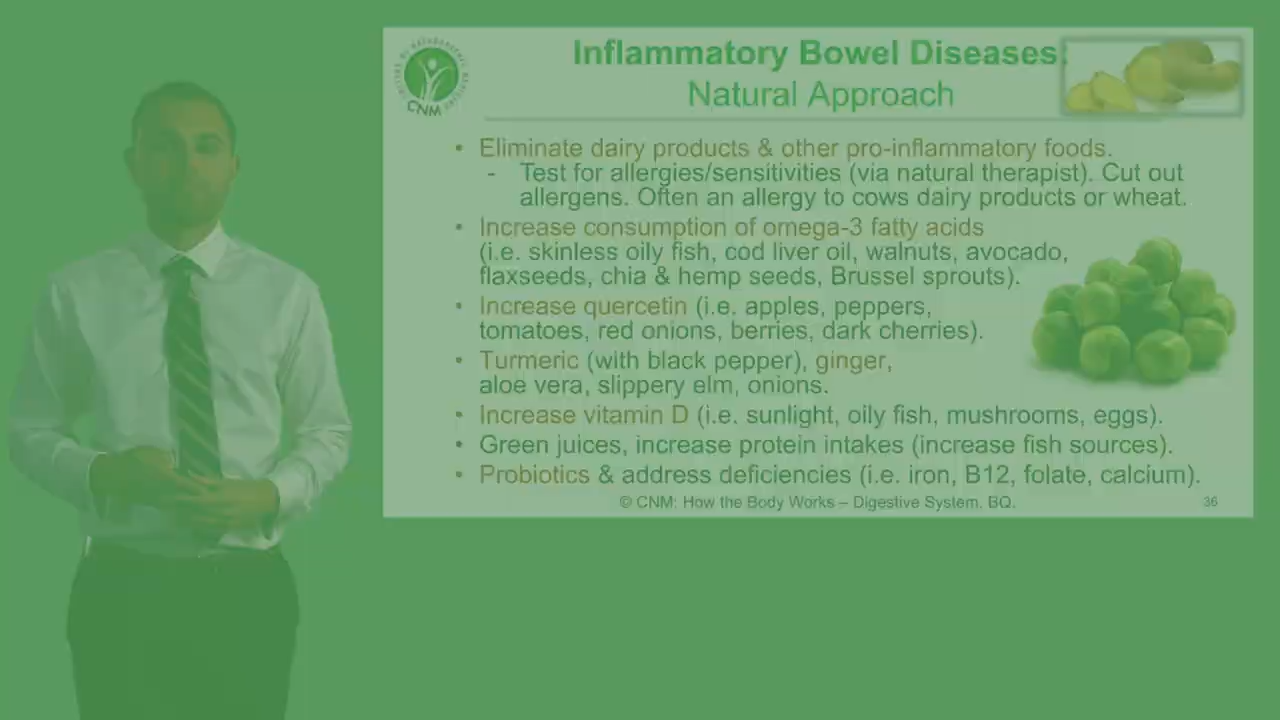 Inflammatory Bowel Diseases:
Natural Approach
CNM
• Eliminate dairy products & other pro-inflammatory foods.
- Test for allergies/sensitivities (via natural therapist). Cut out
allergens. Often an allergy to cows dairy products or wheat.
• Increase consumption of omega-3 fatty acids
(i.e. skinless oily fish, cod liver oil, walnuts, avocado,
flaxseeds, chia & hemp seeds, Brussel sprouts).
• Increase quercetin (i.e. apples, peppers,
tomatoes, red onions, berries, dark cherries).
• Turmeric (with black pepper), ginger,
aloe vera, slippery elm, onions.
• Increase vitamin D (i.e. sunlight, oily fish, mushrooms, eggs).
• Green juices, increase protein intakes (increase fish sources).
• Probiotics & address deficiencies (i.e. iron, B12, folate, calcium).
© CNM: How the Body Works – Digestive System. BQ.
36